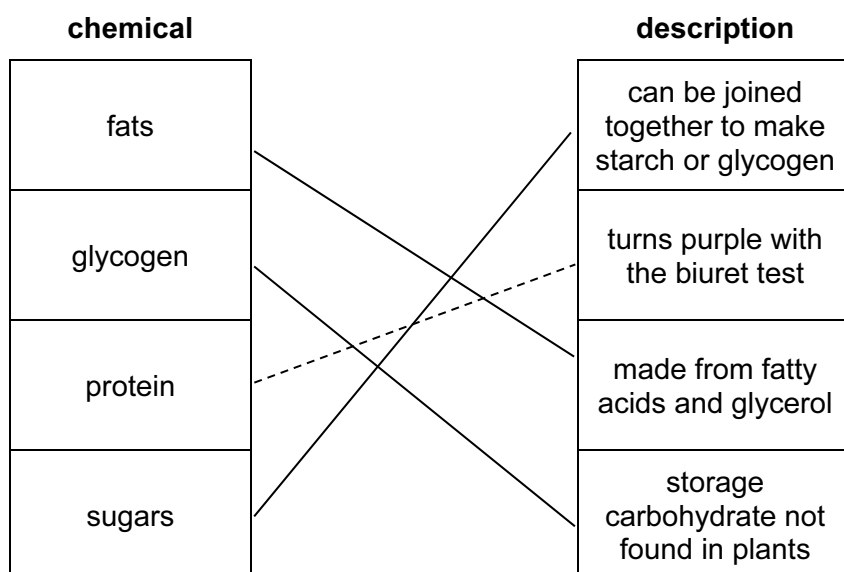 chemical
fats
glycogen
protein
sugars
description
can be joined
together to make
starch or glycogen
turns purple with
the biuret test
made from fatty
acids and glycerol
storage
carbohydrate not
found in plants